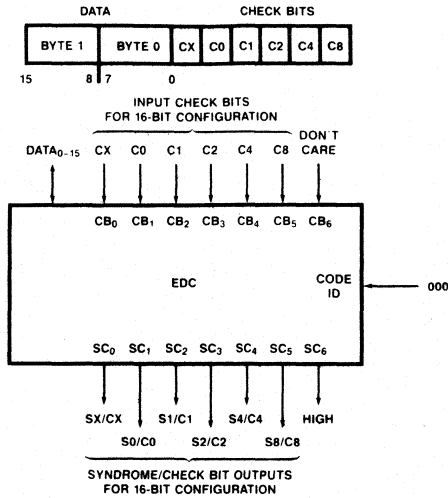 DATA CHECK BITS
BYTE 1 BYTE 0 CX C0 C1 C2 C4 C8
15 8 7 0
INPUT CHECK BITS
FOR 16-BIT CONFIGURATION
DON'T
CARE
DATA0-15 CX C0 C1 C2 C4 C8
CB0 CB1 CB2 CB3 CB4 CB5 CB6
EDC
CODE
ID
000
SC0 SC1 SC2 SC3 SC4 SC5 SC6
SX/CX S1/C1 S4/C4 HIGH
S0/C0 S2/C2 S8/C8
SYNDROME/CHECK BIT OUTPUTS
FOR 16-BIT CONFIGURATION